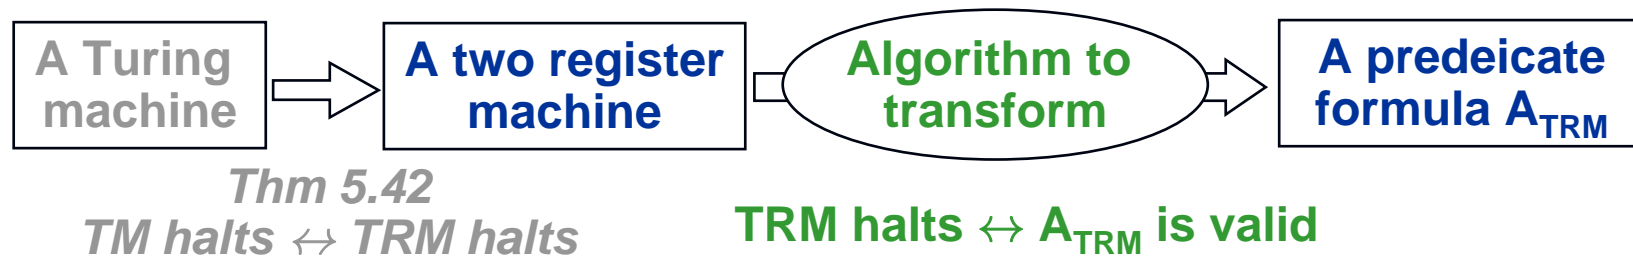 A Turing
machine
A two register
machine
Algorithm to
transform
A predeicate
formula A_TRM
Thm 5.42
TM halts ↔ TRM halts
TRM halts ↔ A_TRM is valid